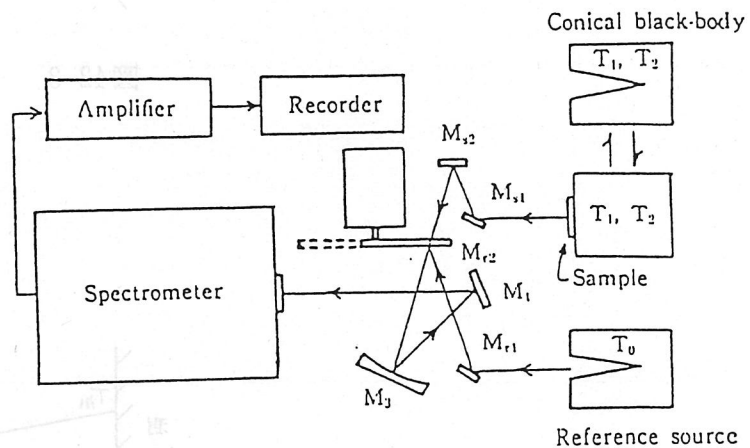 Conical black-body
T₁, T₂
Amplifier
Recorder
Mₛ₂
Mₛ₁
T₁, T₂
Mᵣ₂
Sample
Spectrometer
M₁
Mᵣ₁
T₀
M₃
Reference source